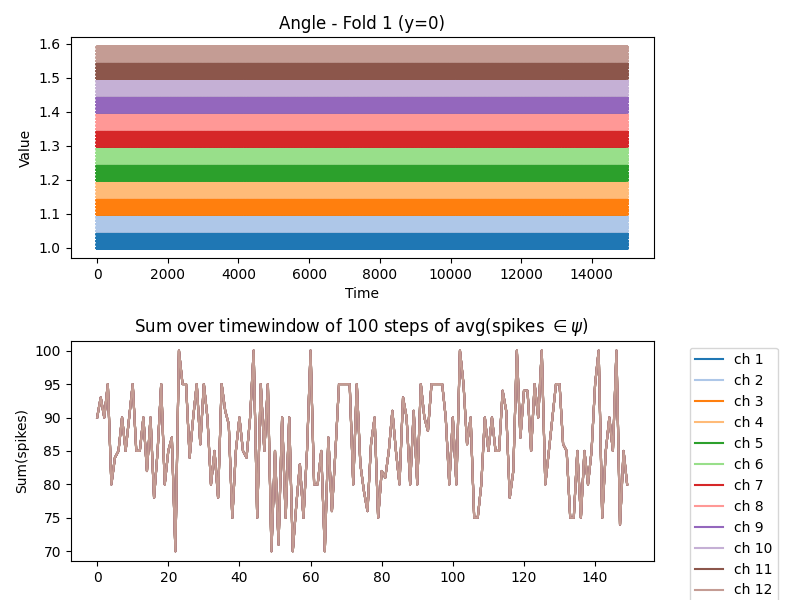 Angle - Fold 1 (y=0)
1.6
1.5
1.4
1.3
1.2
1.1
1.0
Value
0 2000 4000 6000 8000 10000 12000 14000
Time
Sum over timewindow of 100 steps of avg(spikes ∈ ψ)
100
95
90
85
80
75
70
Sum(spikes)
0 20 40 60 80 100 120 140
ch 1
ch 2
ch 3
ch 4
ch 5
ch 6
ch 7
ch 8
ch 9
ch 10
ch 11
ch 12